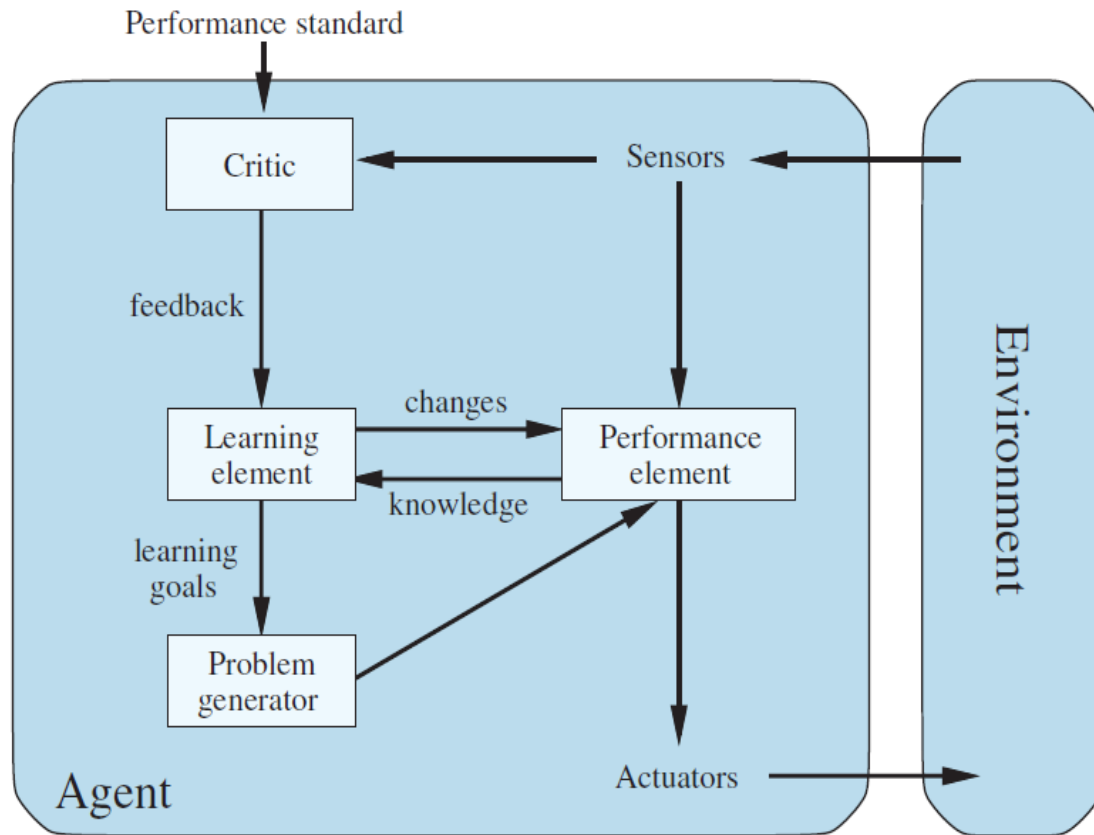 Performance standard
Critic
Sensors
feedback
changes
Learning
element
Performance
element
knowledge
learning
goals
Problem
generator
Actuators
Agent
Environment